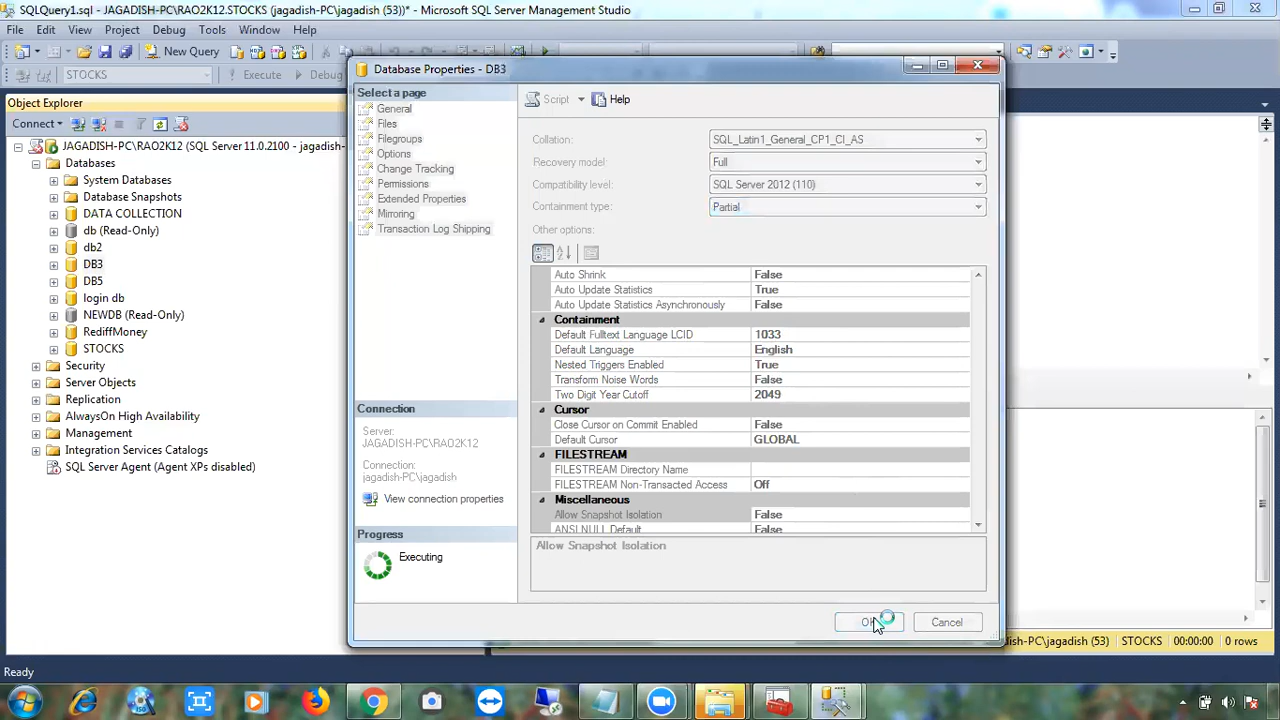 SQLQuery1.sql - JAGADISH-PC\RAO2K12.STOCKS (jagadish-PC\jagadish (53))* - Microsoft SQL Server Management Studio
File Edit View Project Debug Tools Window Help
New Query
STOCKS Execute Debug
Object Explorer
Connect
JAGADISH-PC\RAO2K12 (SQL Server 11.0.2100 - jagadish-
Databases
System Databases
Database Snapshots
DATA COLLECTION
db (Read-Only)
db2
DB3
DB5
login db
NEWDB (Read-Only)
RediffMoney
STOCKS
Security
Server Objects
Replication
AlwaysOn High Availability
Management
Integration Services Catalogs
SQL Server Agent (Agent XPs disabled)
Database Properties - DB3
Select a page
General
Files
Filegroups
Options
Change Tracking
Permissions
Extended Properties
Mirroring
Transaction Log Shipping
Connection
Server:
JAGADISH-PC\RAO2K12
Connection:
jagadish-PC\jagadish
View connection properties
Progress
Executing
Script Help
Collation: SQL_Latin1_General_CP1_CI_AS
Recovery model: Full
Compatibility level: SQL Server 2012 (110)
Containment type: Partial
Other options:
Auto Shrink False
Auto Update Statistics True
Auto Update Statistics Asynchronously False
Containment
Default Fulltext Language LCID 1033
Default Language English
Nested Triggers Enabled True
Transform Noise Words False
Two Digit Year Cutoff 2049
Cursor
Close Cursor on Commit Enabled False
Default Cursor GLOBAL
FILESTREAM
FILESTREAM Directory Name
FILESTREAM Non-Transacted Access Off
Miscellaneous
Allow Snapshot Isolation False
ANSI NULL Default False
Allow Snapshot Isolation
OK Cancel
dish-PC\jagadish (53) STOCKS 00:00:00 0 rows
Ready